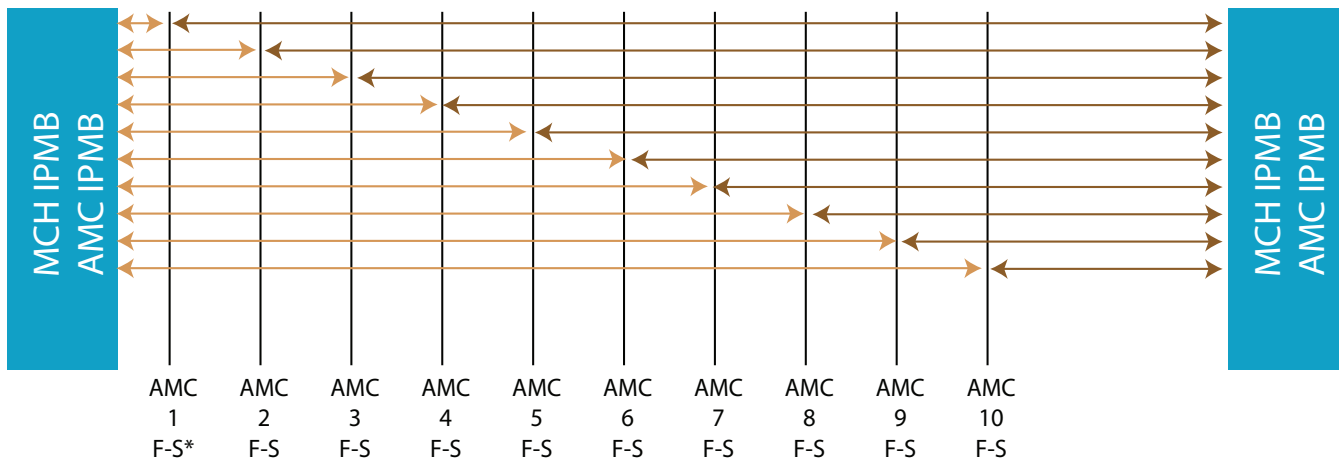 MCH IPMB
AMC IPMB
AMC AMC AMC AMC AMC AMC AMC AMC AMC AMC
1 2 3 4 5 6 7 8 9 10
F-S* F-S F-S F-S F-S F-S F-S F-S F-S F-S
MCH IPMB
AMC IPMB